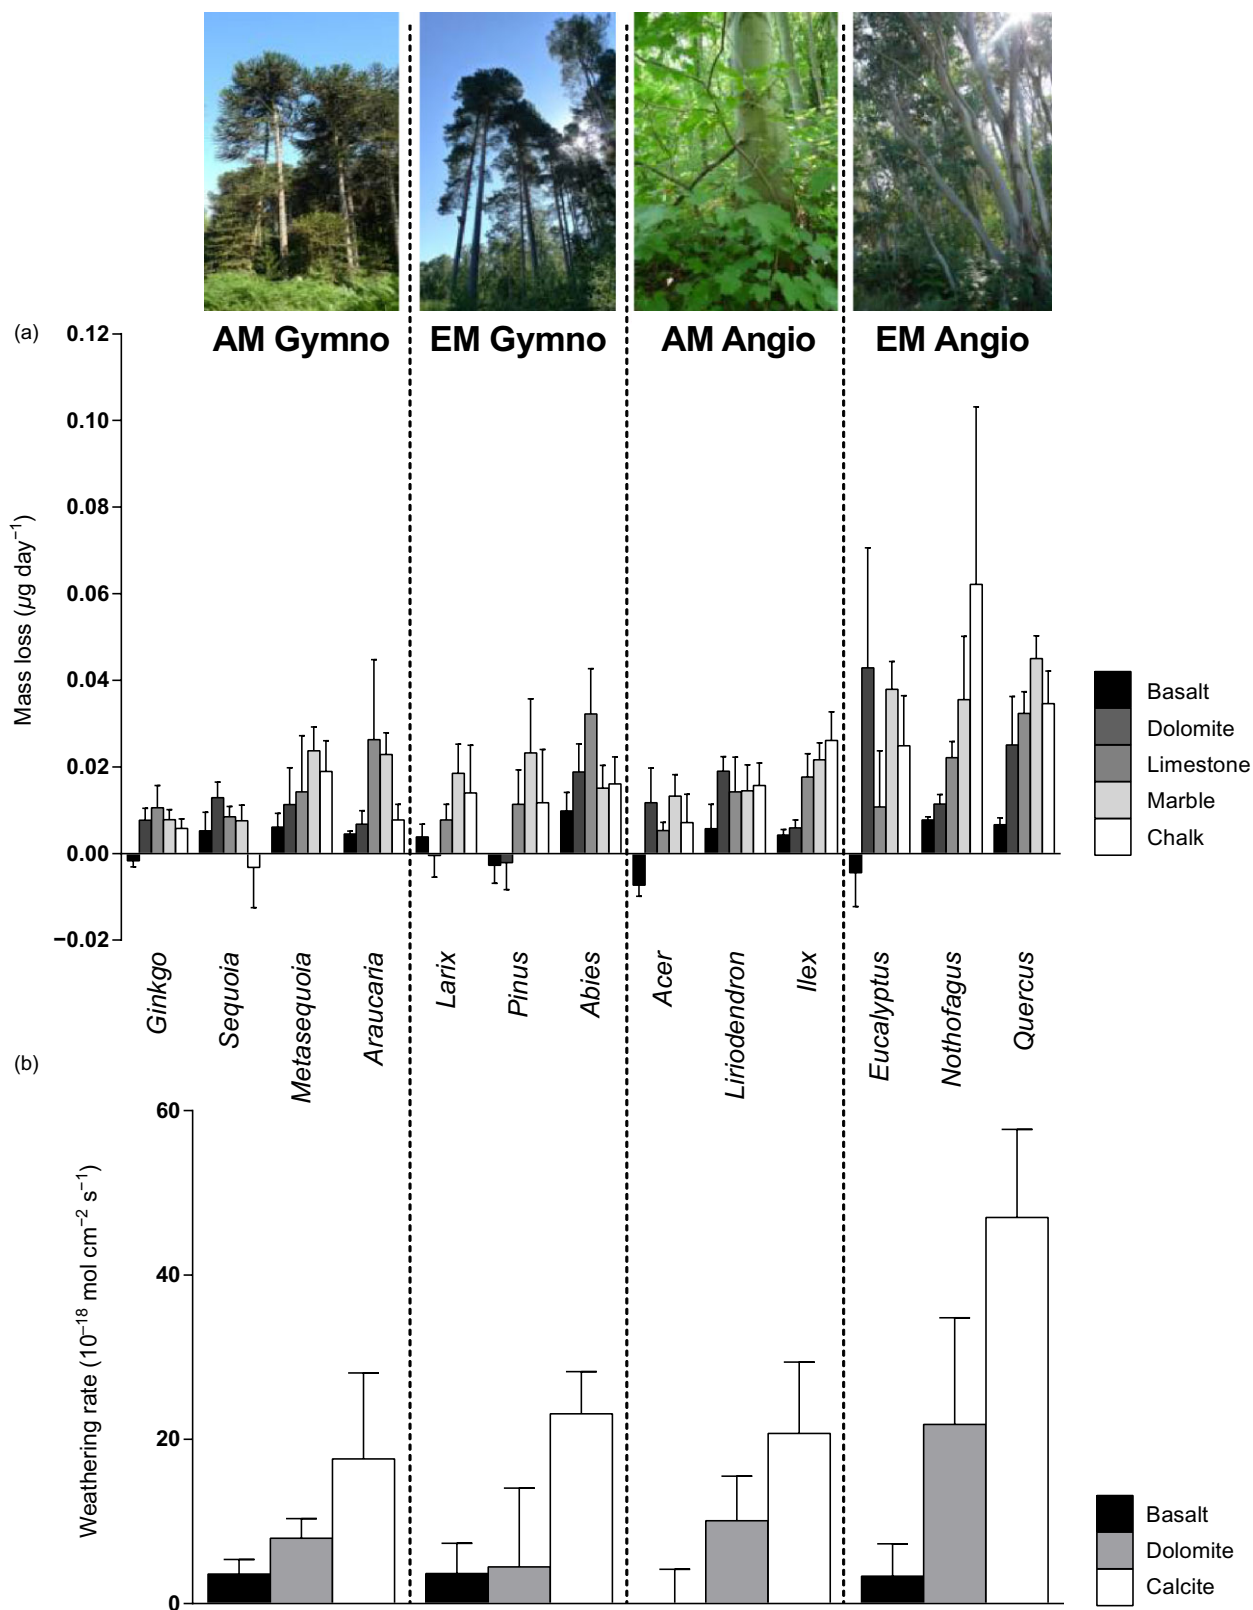 AM Gymno EM Gymno AM Angio EM Angio
(a)
0.12
0.10
0.08
0.06
0.04
0.02
0.00
−0.02
Mass loss (µg day−1)
Basalt
Dolomite
Limestone
Marble
Chalk
Ginkgo
Sequoia
Metasequoia
Araucaria
Larix
Pinus
Abies
Acer
Liriodendron
Ilex
Eucalyptus
Nothofagus
Quercus
(b)
60
40
20
0
Weathering rate (10−18 mol cm−2 s−1)
Basalt
Dolomite
Calcite